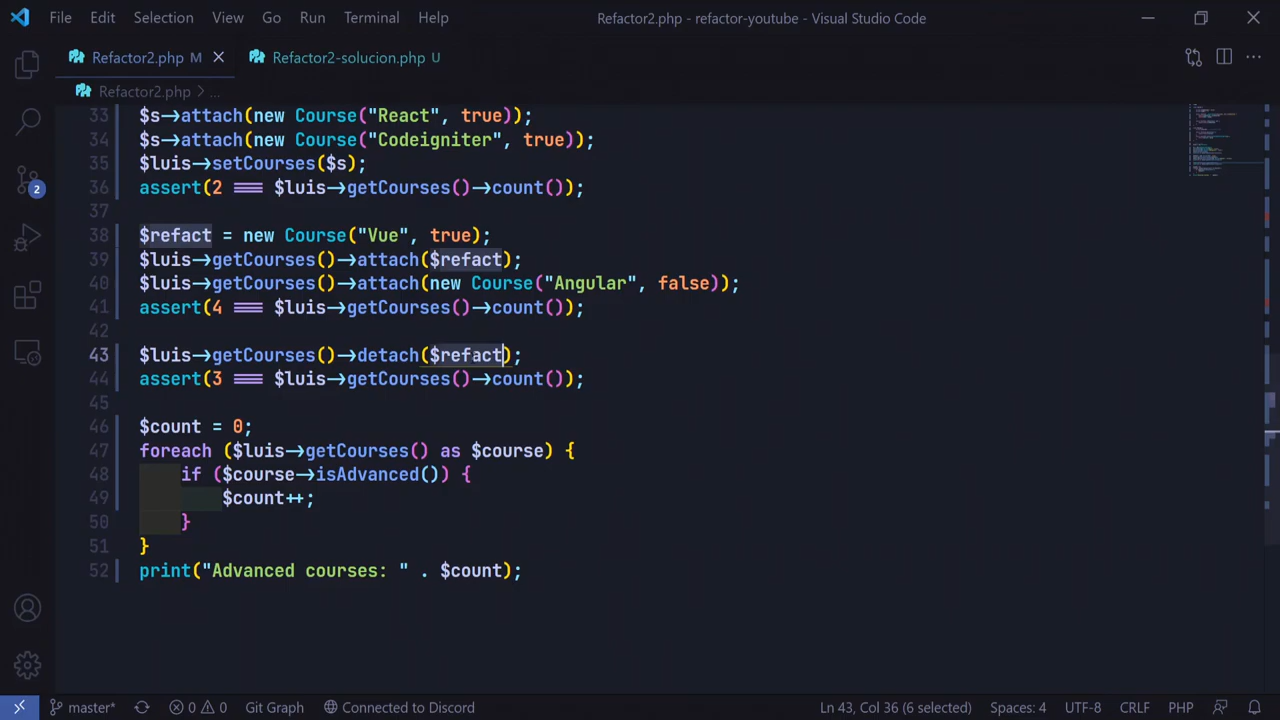 File Edit Selection View Go Run Terminal Help Refactor2.php - refactor-youtube - Visual Studio Code
Refactor2.php M Refactor2-solucion.php U
Refactor2.php > ...
33 $s->attach(new Course("React", true));
34 $s->attach(new Course("Codeigniter", true));
35 $luis->setCourses($s);
36 assert(2 === $luis->getCourses()->count());
37
38 $refact = new Course("Vue", true);
39 $luis->getCourses()->attach($refact);
40 $luis->getCourses()->attach(new Course("Angular", false));
41 assert(4 === $luis->getCourses()->count());
42
43 $luis->getCourses()->detach($refact);
44 assert(3 === $luis->getCourses()->count());
45
46 $count = 0;
47 foreach ($luis->getCourses() as $course) {
48 if ($course->isAdvanced()) {
49 $count++;
50 }
51 }
52 print("Advanced courses: " . $count);
2
master* 0 0 Git Graph Connected to Discord Ln 43, Col 36 (6 selected) Spaces: 4 UTF-8 CRLF PHP